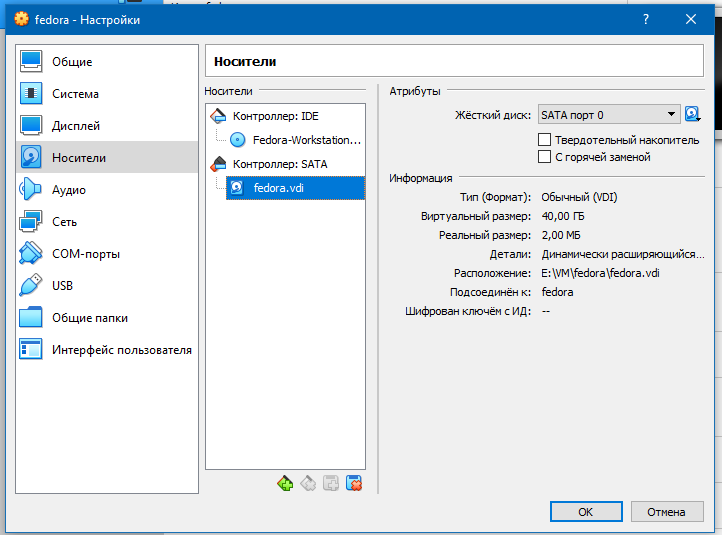 fedora - Настройки
?
Общие
Система
Дисплей
Носители
Аудио
Сеть
COM-порты
USB
Общие папки
Интерфейс пользователя
Носители
Носители
Контроллер: IDE
Fedora-Workstation...
Контроллер: SATA
fedora.vdi
Атрибуты
Жёсткий диск: SATA порт 0
Твердотельный накопитель
С горячей заменой
Информация
Тип (Формат): Обычный (VDI)
Виртуальный размер: 40,00 ГБ
Реальный размер: 2,00 МБ
Детали: Динамически расширяющийся...
Расположение: E:\VM\fedora\fedora.vdi
Подсоединён к: fedora
Шифрован ключём с ИД: --
OK
Отмена